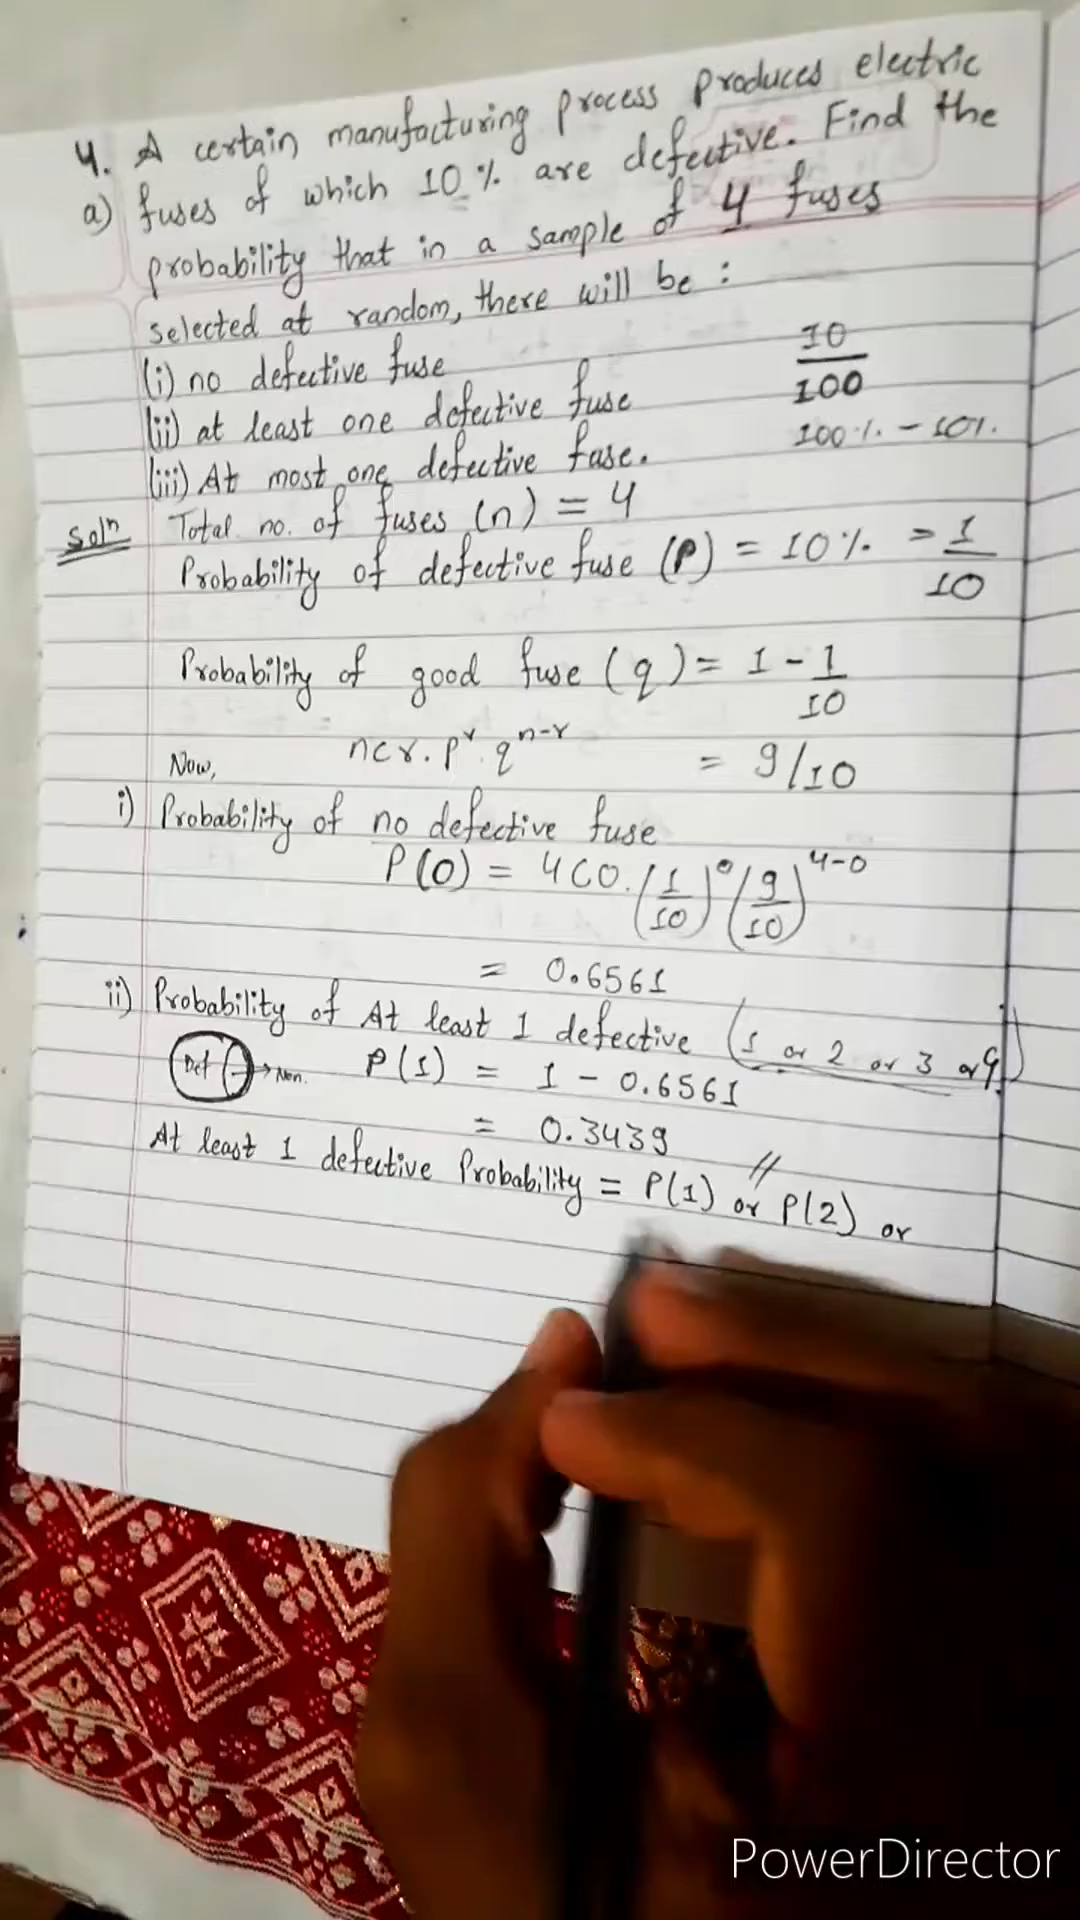 4. A certain manufacturing process produces electric
a) fuses of which 10% are defective. Find the
probability that in a sample of 4 fuses
selected at random, there will be :
(i) no defective fuse
(ii) at least one defective fuse
(iii) At most one defective fuse.
10
100
100% - 10%
Solⁿ Total no. of fuses (n) = 4
Probability of defective fuse (P) = 10% = 1/10
Probability of good fuse (q) = 1 - 1/10
Now, ncr. p^r. q^n-r = 9/10
i) Probability of no defective fuse
P(0) = 4C0. (1/10)^0 (9/10)^4-0
= 0.6561
ii) Probability of At least 1 defective (1 or 2 or 3 or 4)
Def → Non. P(1) = 1 - 0.6561
= 0.3439 //
At least 1 defective Probability = P(1) or P(2) or
PowerDirector